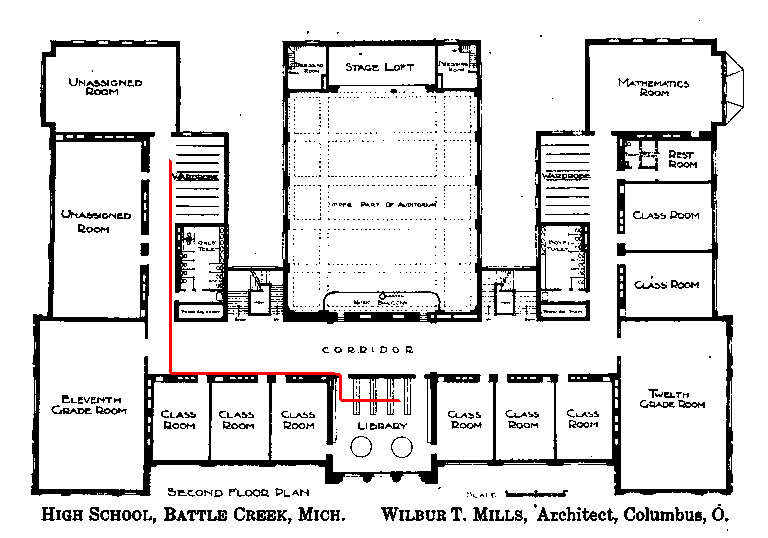 UNASSIGNED
ROOM
DRESSING
ROOM
STAGE LOFT
DRESSING
ROOM
MATHEMATICS
ROOM
WARDROBE
WARDROBE
REST
ROOM
UNASSIGNED
ROOM
UPPER PART OF AUDITORIUM
CLASS ROOM
GIRLS
TOILET
BOYS
TOILET
CLASS ROOM
CORRIDOR
ELEVENTH
GRADE ROOM
TWELTH
GRADE ROOM
CLASS
ROOM
CLASS
ROOM
CLASS
ROOM
LIBRARY
CLASS
ROOM
CLASS
ROOM
CLASS
ROOM
SECOND FLOOR PLAN
SCALE
HIGH SCHOOL, BATTLE CREEK, MICH.
WILBUR T. MILLS, Architect, Columbus, O.